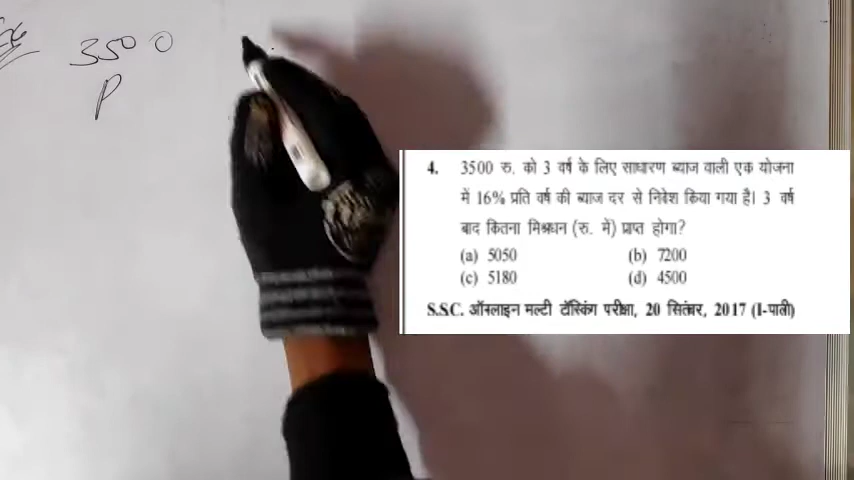 3500
P
4. 3500 रु. को 3 वर्ष के लिए साधारण ब्याज वाली एक योजना
में 16% प्रति वर्ष की ब्याज दर से निवेश किया गया है। 3 वर्ष
बाद कितना मिश्रधन (रु. में) प्राप्त होगा?
(a) 5050 (b) 7200
(c) 5180 (d) 4500
S.S.C. ऑनलाइन मल्टी टॉस्किंग परीक्षा, 20 सितंबर, 2017 (I-पाली)